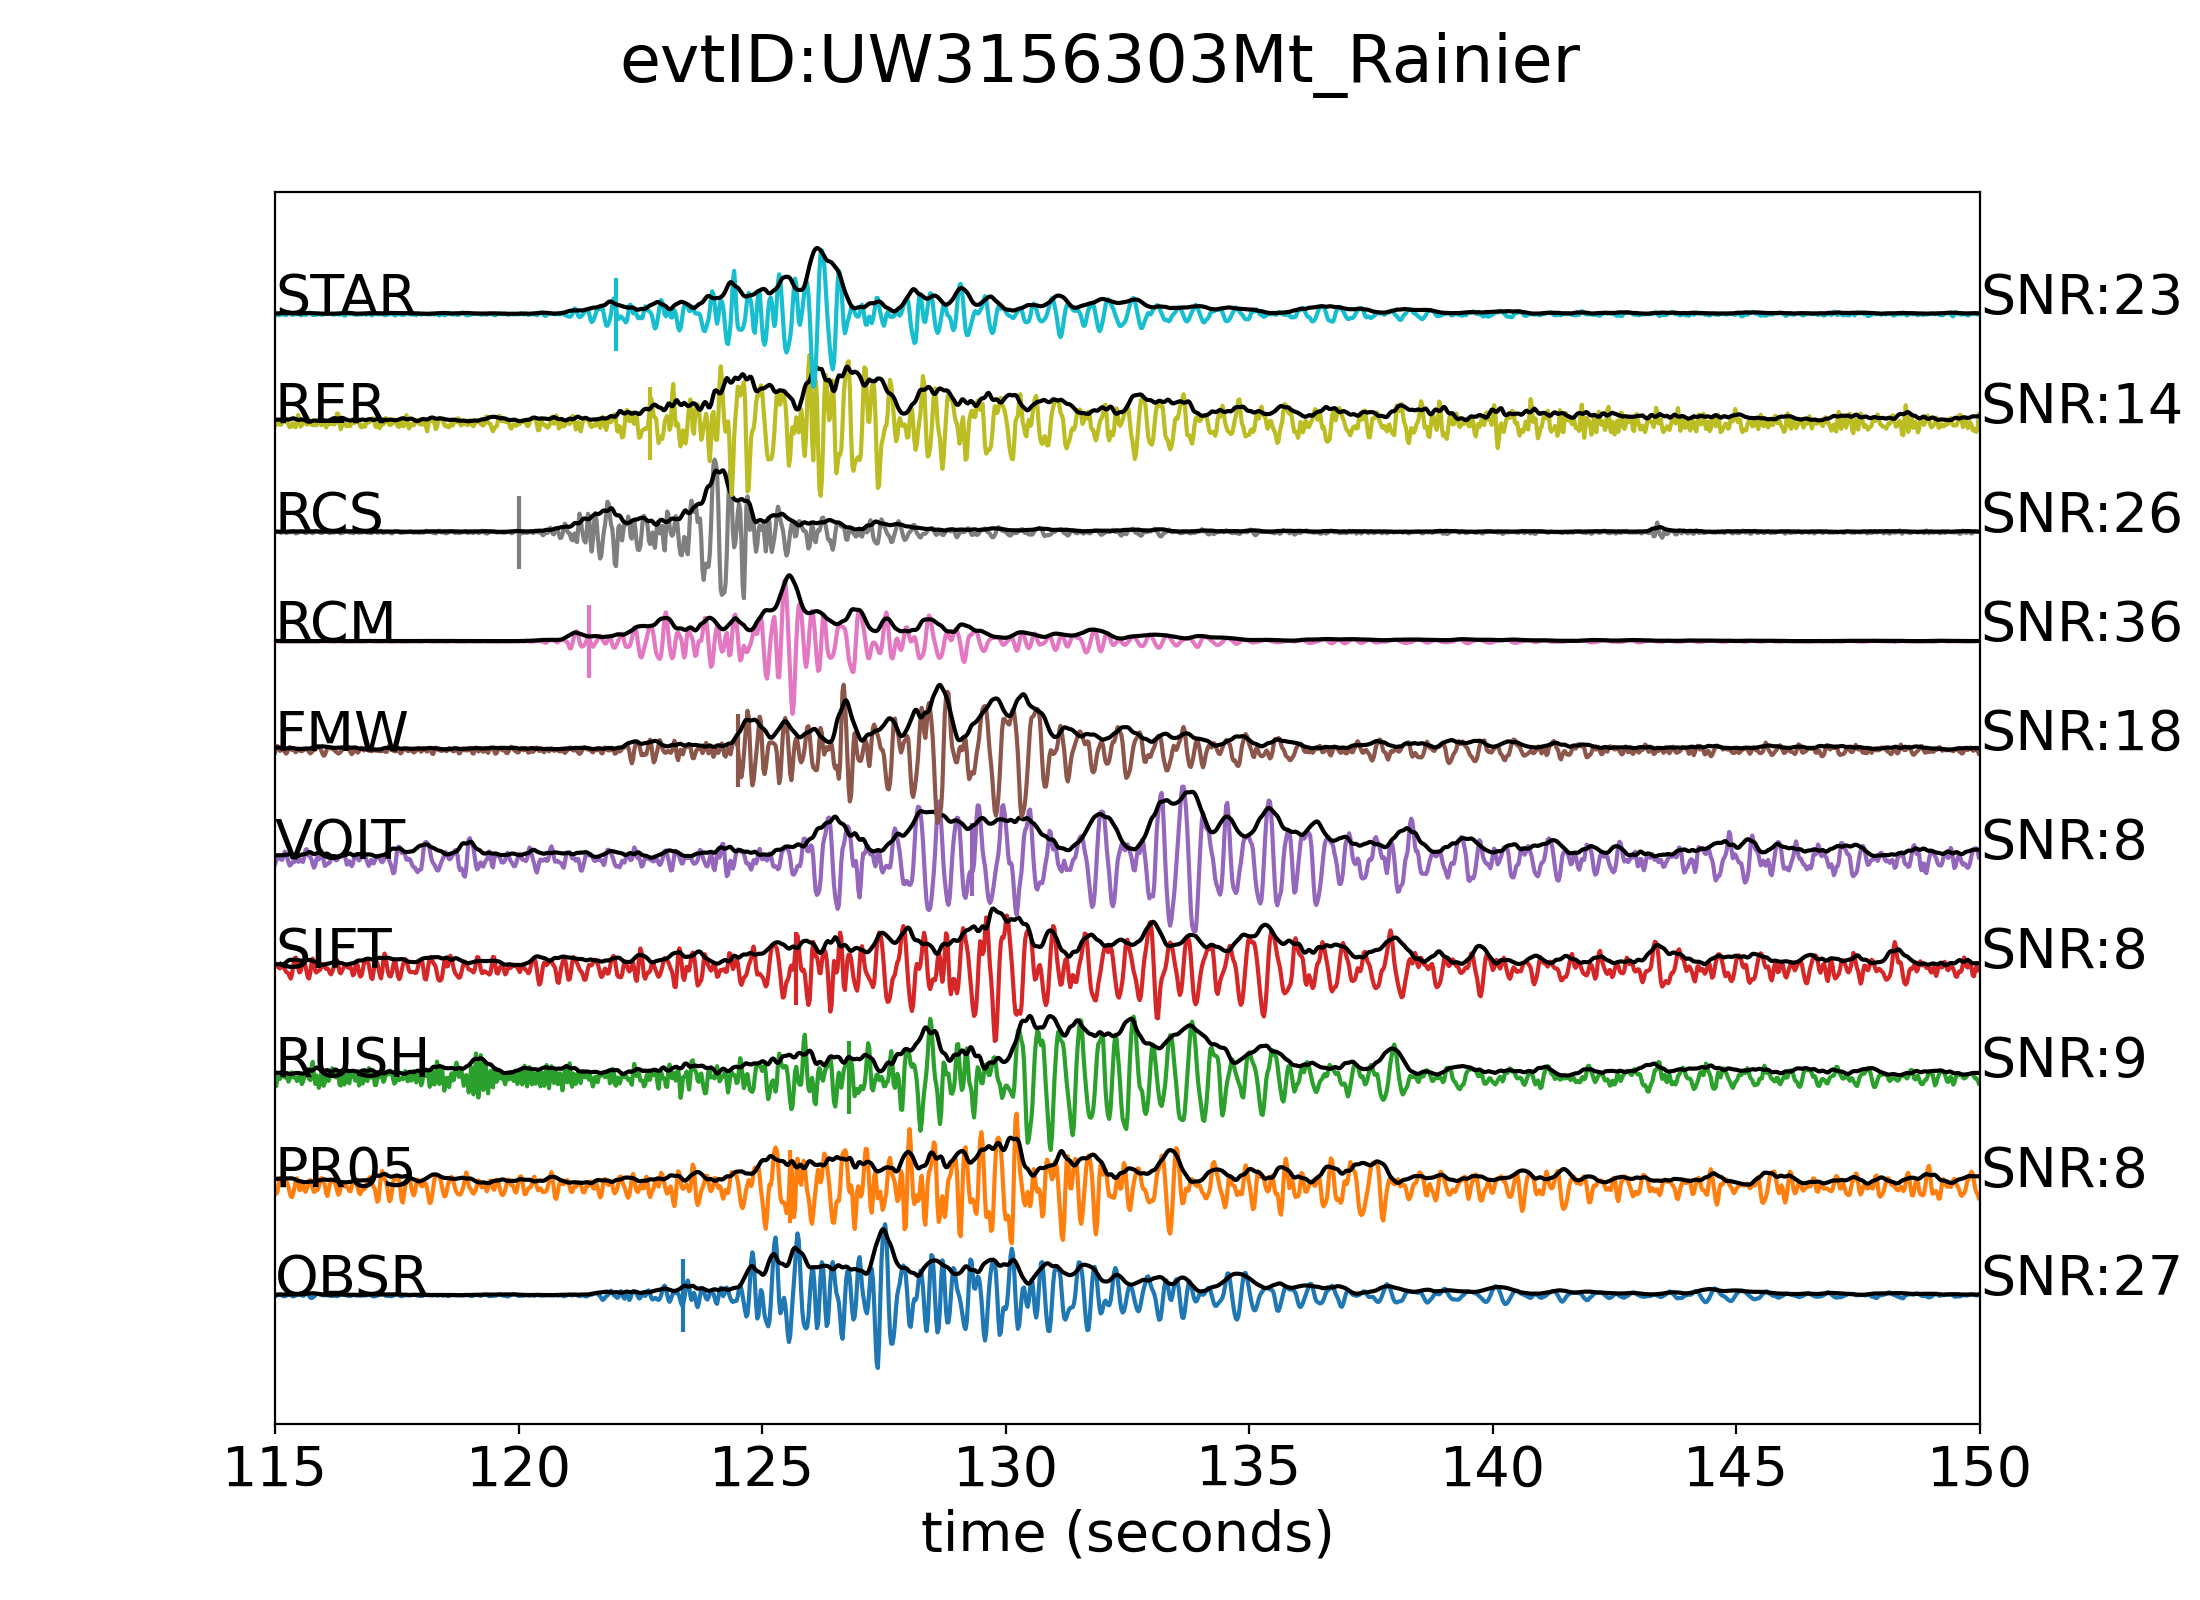 evtID:UW3156303Mt_Rainier
STAR SNR:23
RER SNR:14
RCS SNR:26
RCM SNR:36
FMW SNR:18
VOIT SNR:8
SIFT SNR:8
RUSH SNR:9
PR05 SNR:8
OBSR SNR:27
115 120 125 130 135 140 145 150
time (seconds)